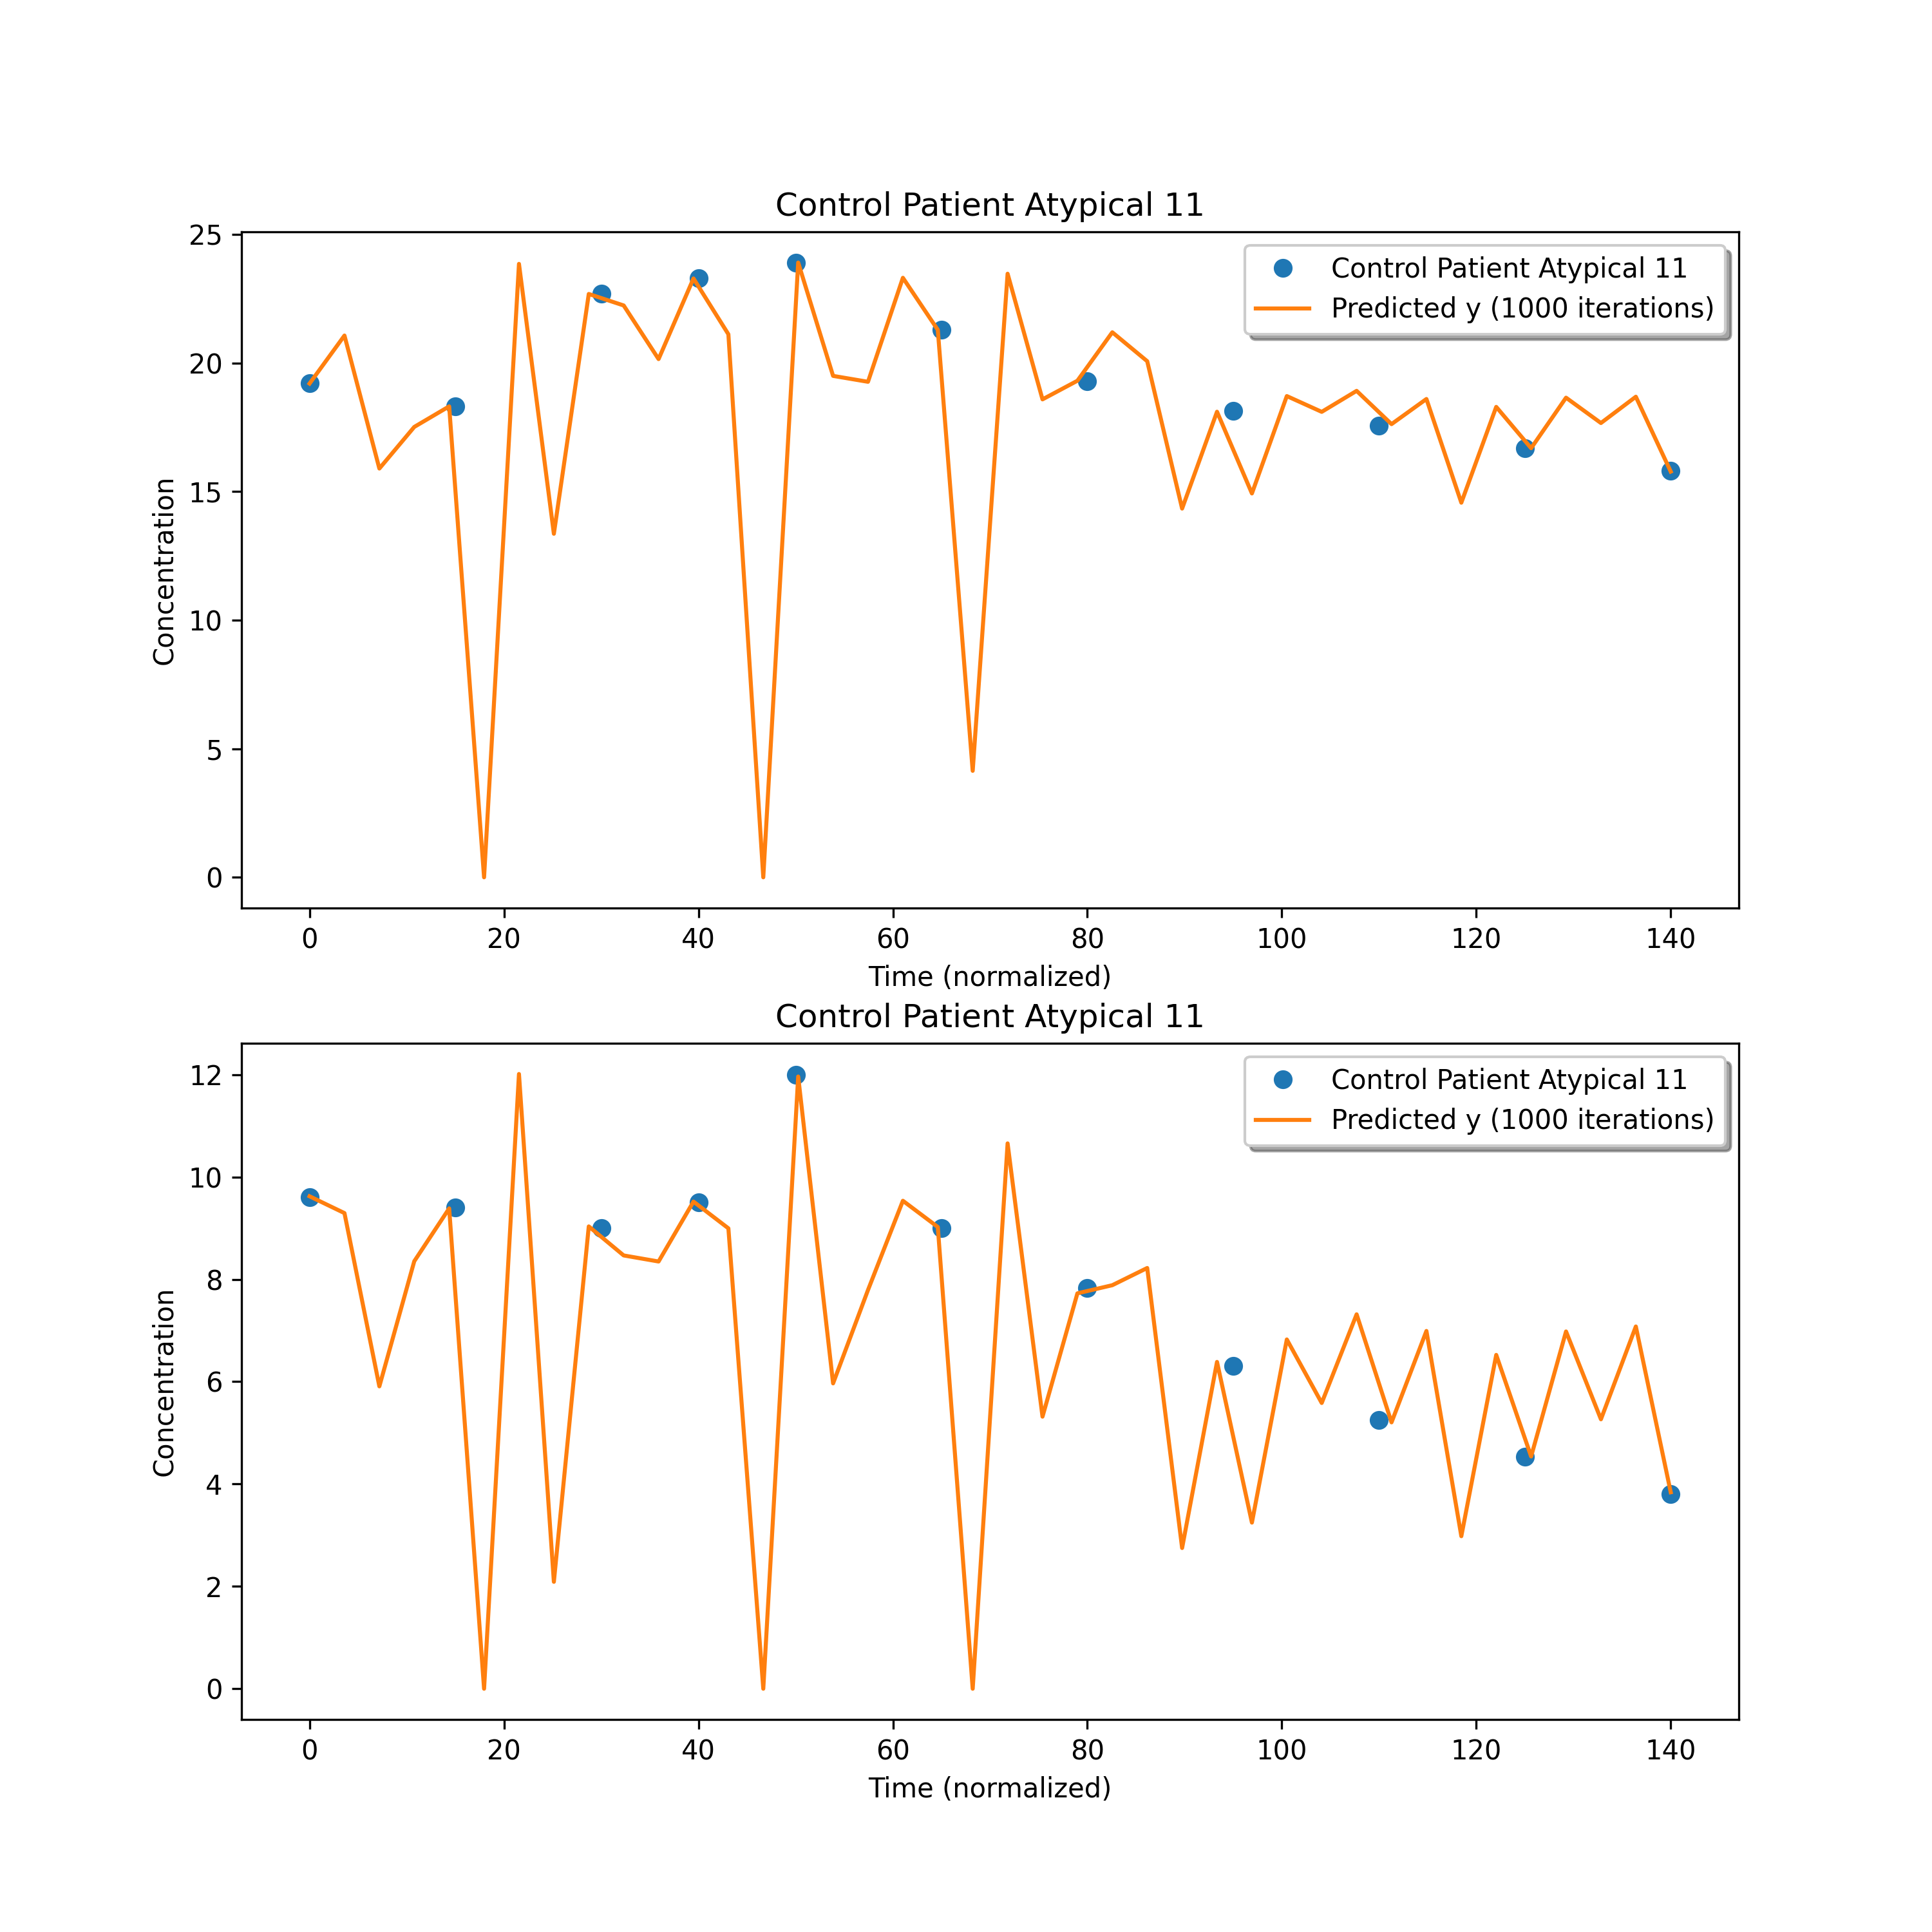 Control Patient Atypical 11
25
20
15
10
5
0
Concentration
Control Patient Atypical 11
Predicted y (1000 iterations)
0 20 40 60 80 100 120 140
Time (normalized)
Control Patient Atypical 11
12
10
8
6
4
2
0
Concentration
Control Patient Atypical 11
Predicted y (1000 iterations)
0 20 40 60 80 100 120 140
Time (normalized)